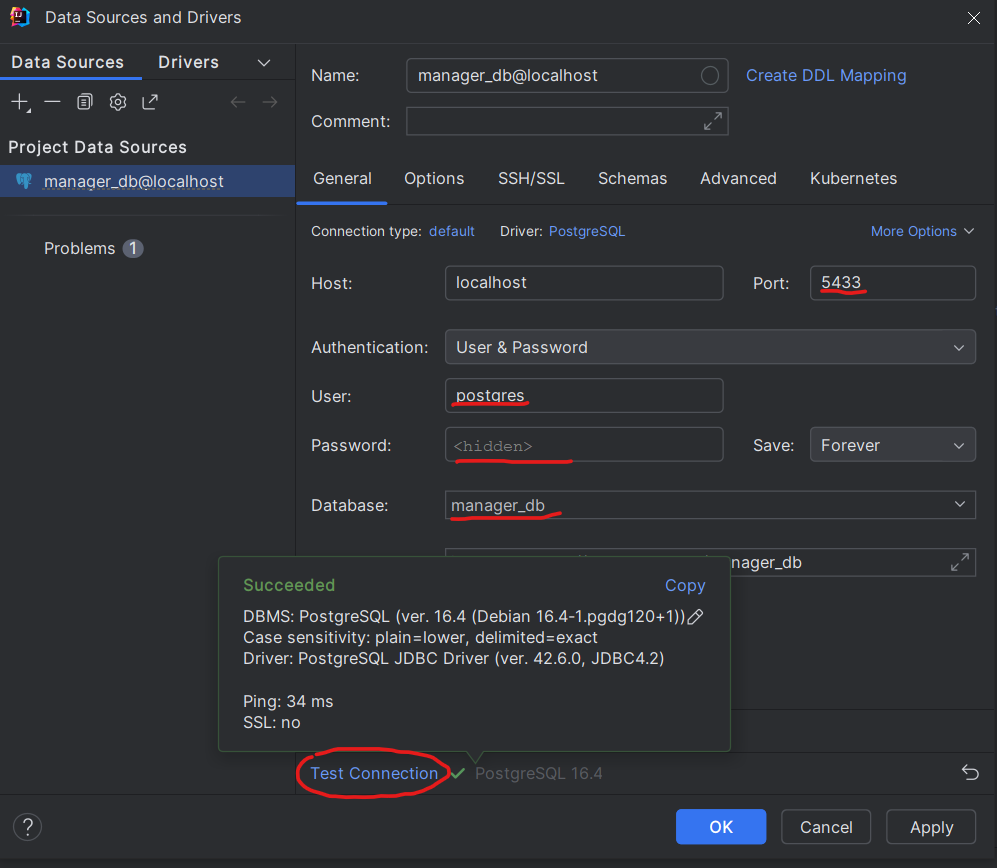 Data Sources and Drivers
Data Sources Drivers
Project Data Sources
manager_db@localhost
Problems 1
Name: manager_db@localhost Create DDL Mapping
Comment:
General Options SSH/SSL Schemas Advanced Kubernetes
Connection type: default Driver: PostgreSQL More Options
Host: localhost Port: 5433
Authentication: User & Password
User: postgres
Password: <hidden> Save: Forever
Database: manager_db
nager_db
Succeeded Copy
DBMS: PostgreSQL (ver. 16.4 (Debian 16.4-1.pgdg120+1))
Case sensitivity: plain=lower, delimited=exact
Driver: PostgreSQL JDBC Driver (ver. 42.6.0, JDBC4.2)
Ping: 34 ms
SSL: no
Test Connection PostgreSQL 16.4
? OK Cancel Apply